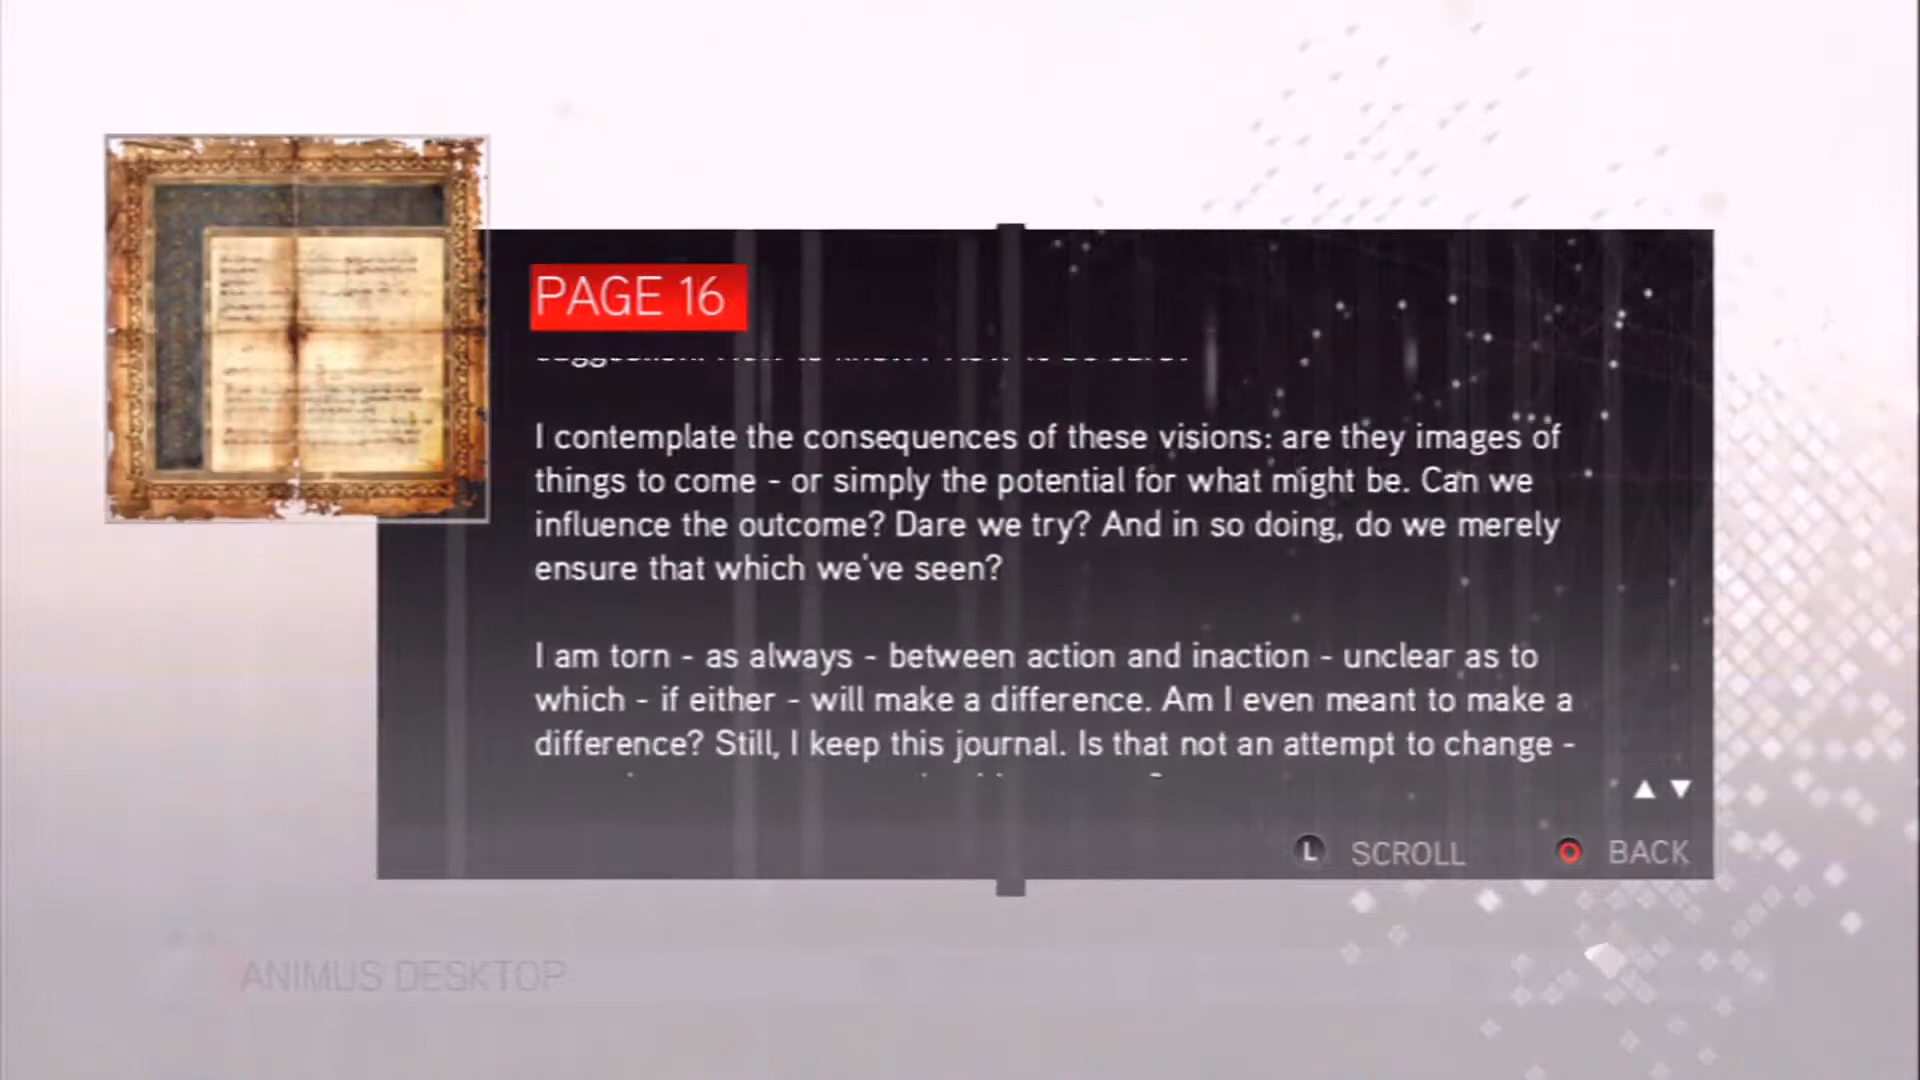 PAGE 16
I contemplate the consequences of these visions: are they images of
things to come - or simply the potential for what might be. Can we
influence the outcome? Dare we try? And in so doing, do we merely
ensure that which we've seen?
I am torn - as always - between action and inaction - unclear as to
which - if either - will make a difference. Am I even meant to make a
difference? Still, I keep this journal. Is that not an attempt to change -
L SCROLL
BACK
ANIMUS DESKTOP